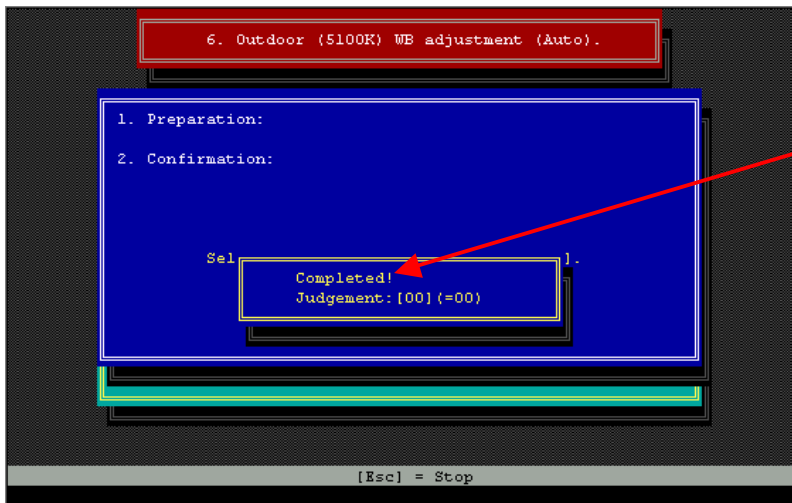 6. Outdoor (5100K) WB adjustment (Auto).
1. Preparation:
2. Confirmation:
Sel ].
Completed!
Judgement:[00](=00)
[Esc] = Stop